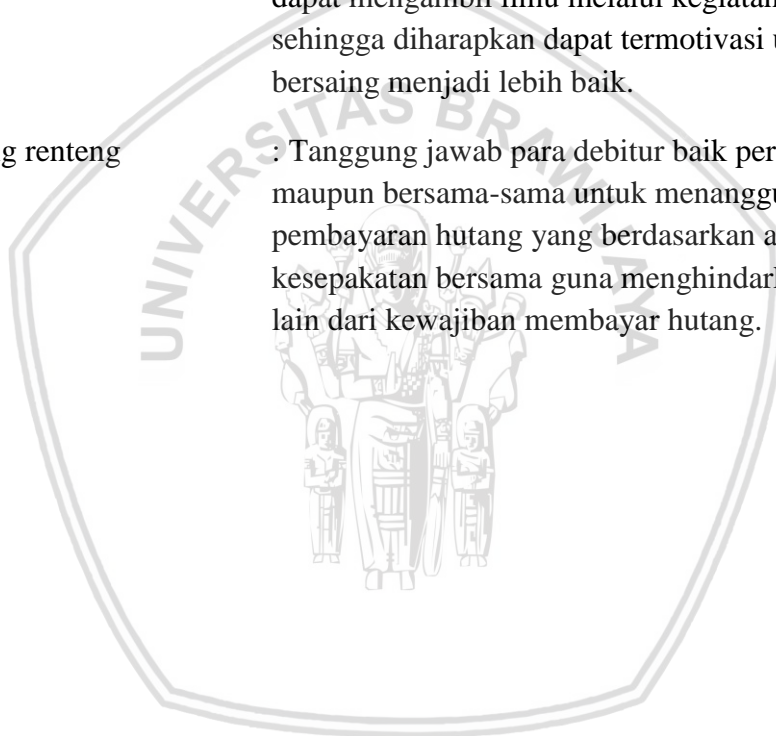 dapat mengambil ilmu melalui kegiatan
sehingga diharapkan dapat termotivasi
bersaing menjadi lebih baik.
g renteng : Tanggung jawab para debitur baik per
maupun bersama-sama untuk menanggu
pembayaran hutang yang berdasarkan a
kesepakatan bersama guna menghindar
lain dari kewajiban membayar hutang.
UNIVERSITAS BRAWIJAYA